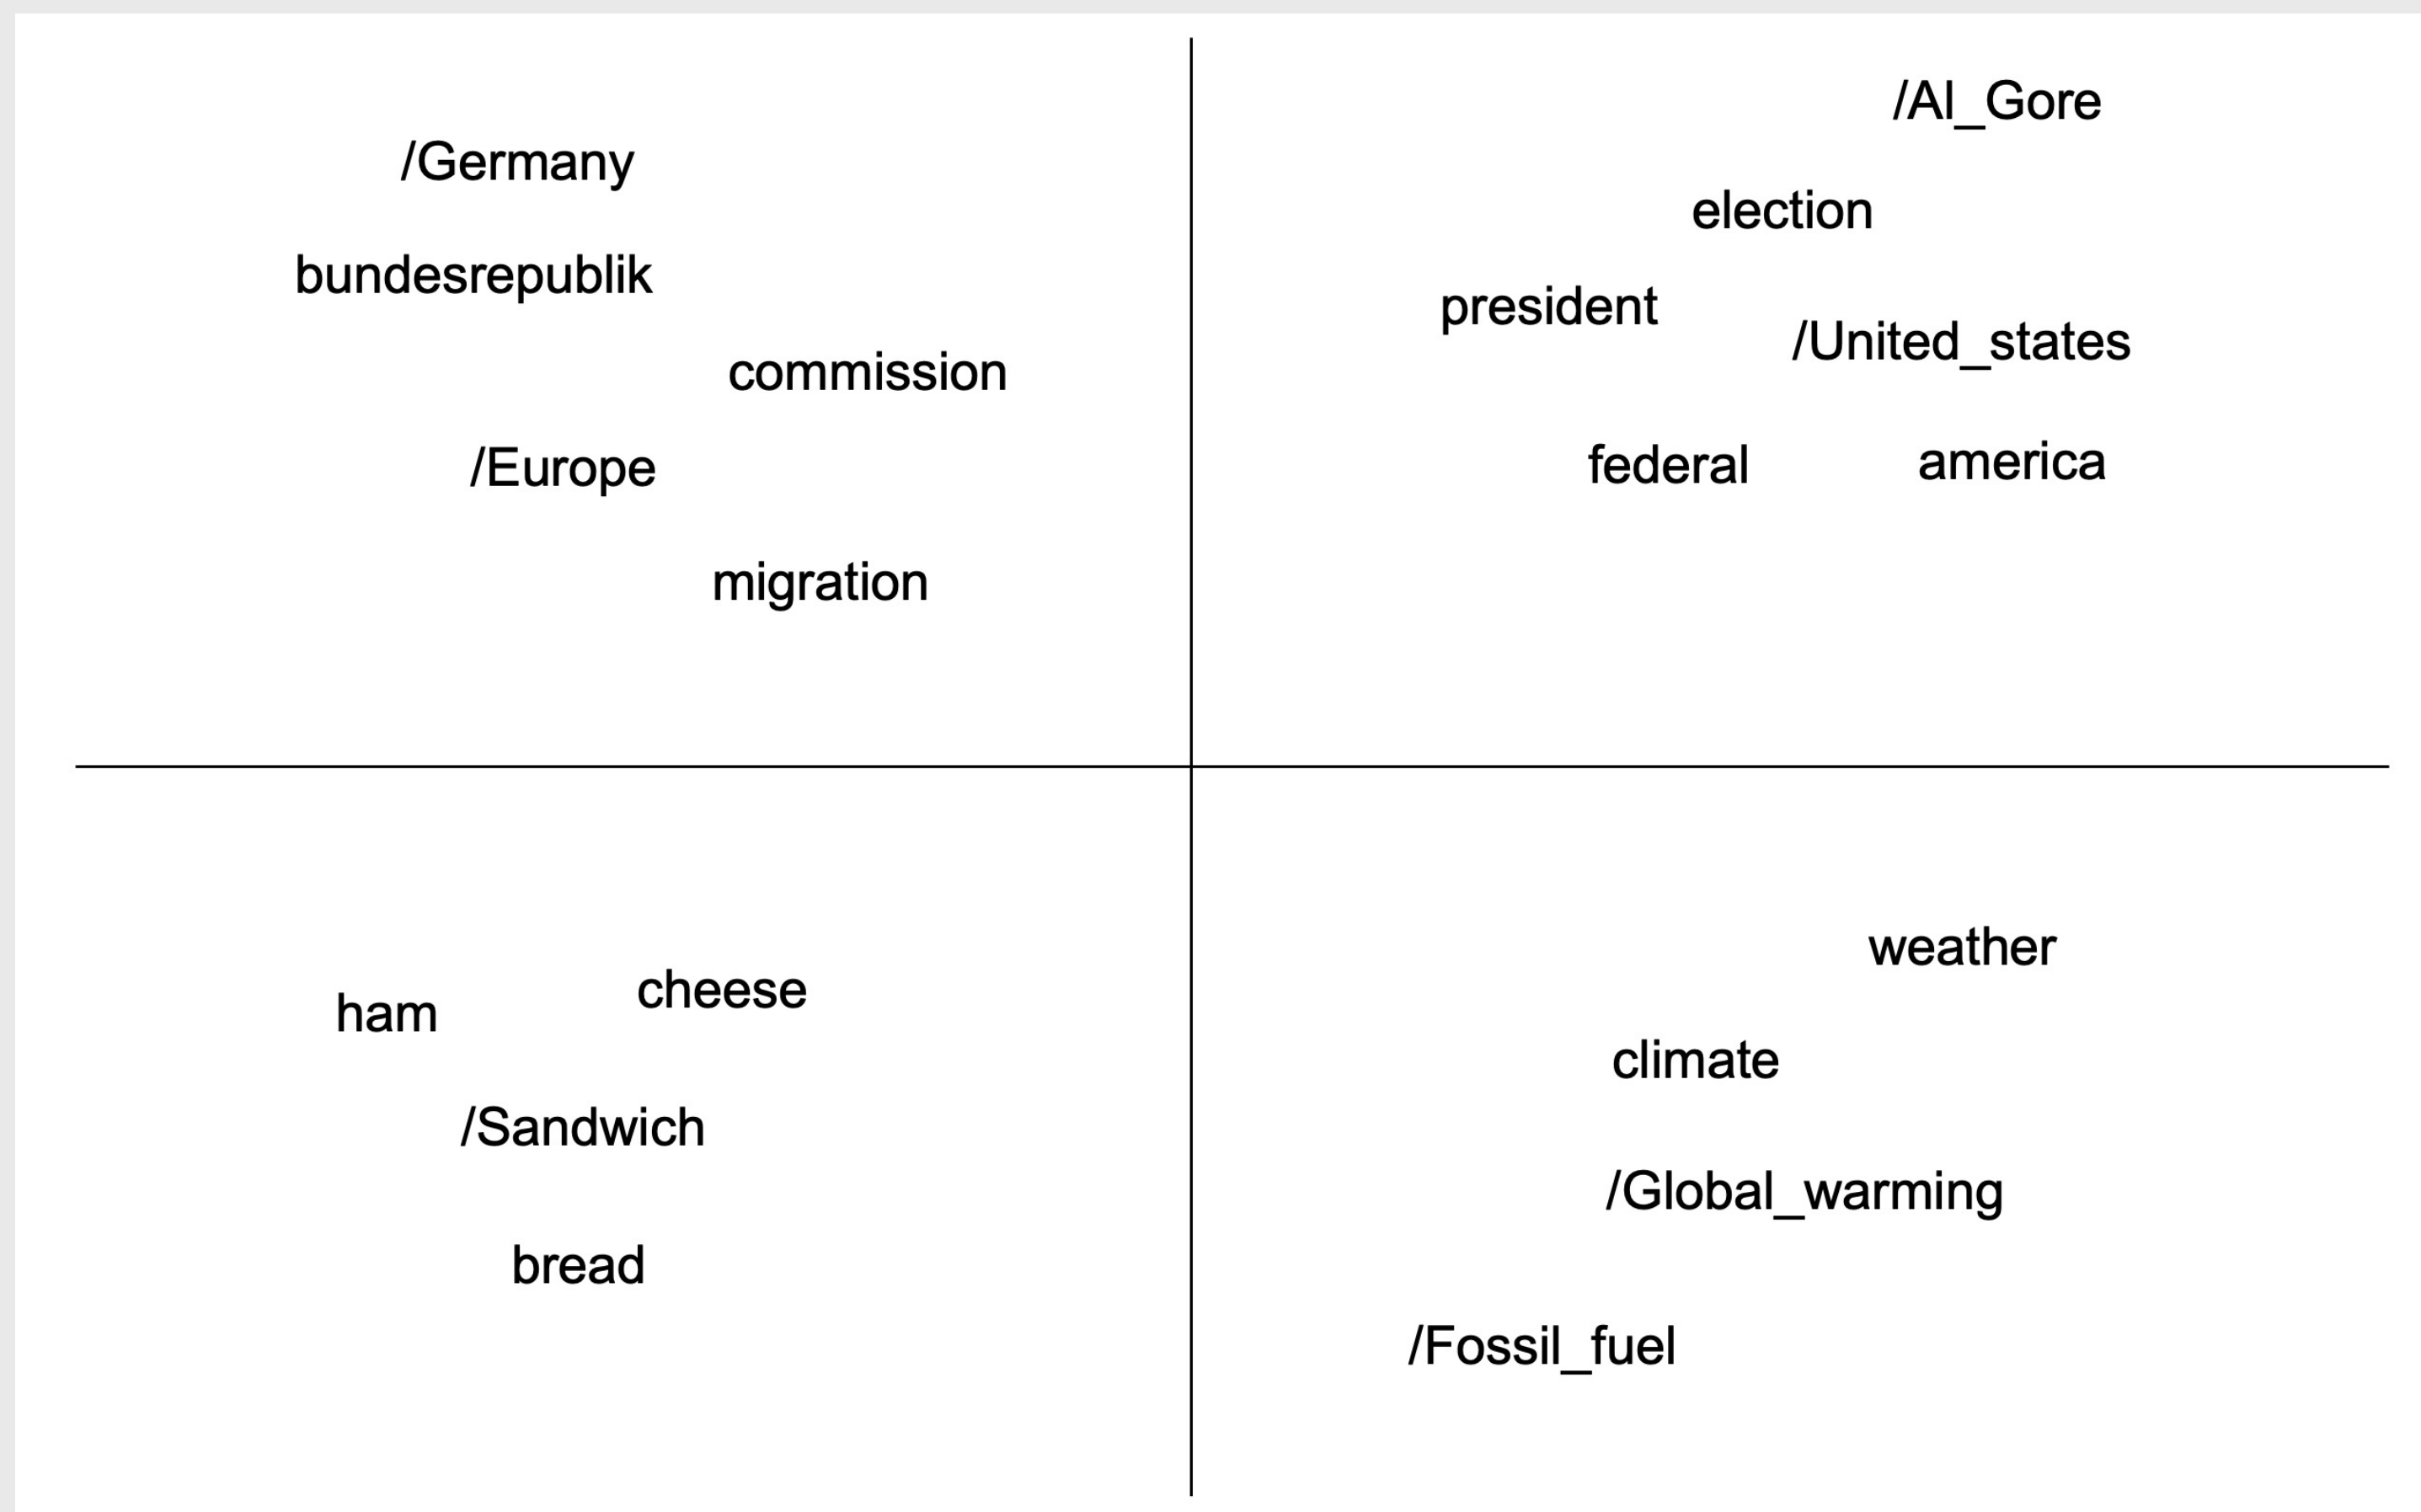 /Germany
bundesrepublik
commission
/Europe
migration
/Al_Gore
election
president
/United_states
federal
america
ham
cheese
/Sandwich
bread
weather
climate
/Global_warming
/Fossil_fuel